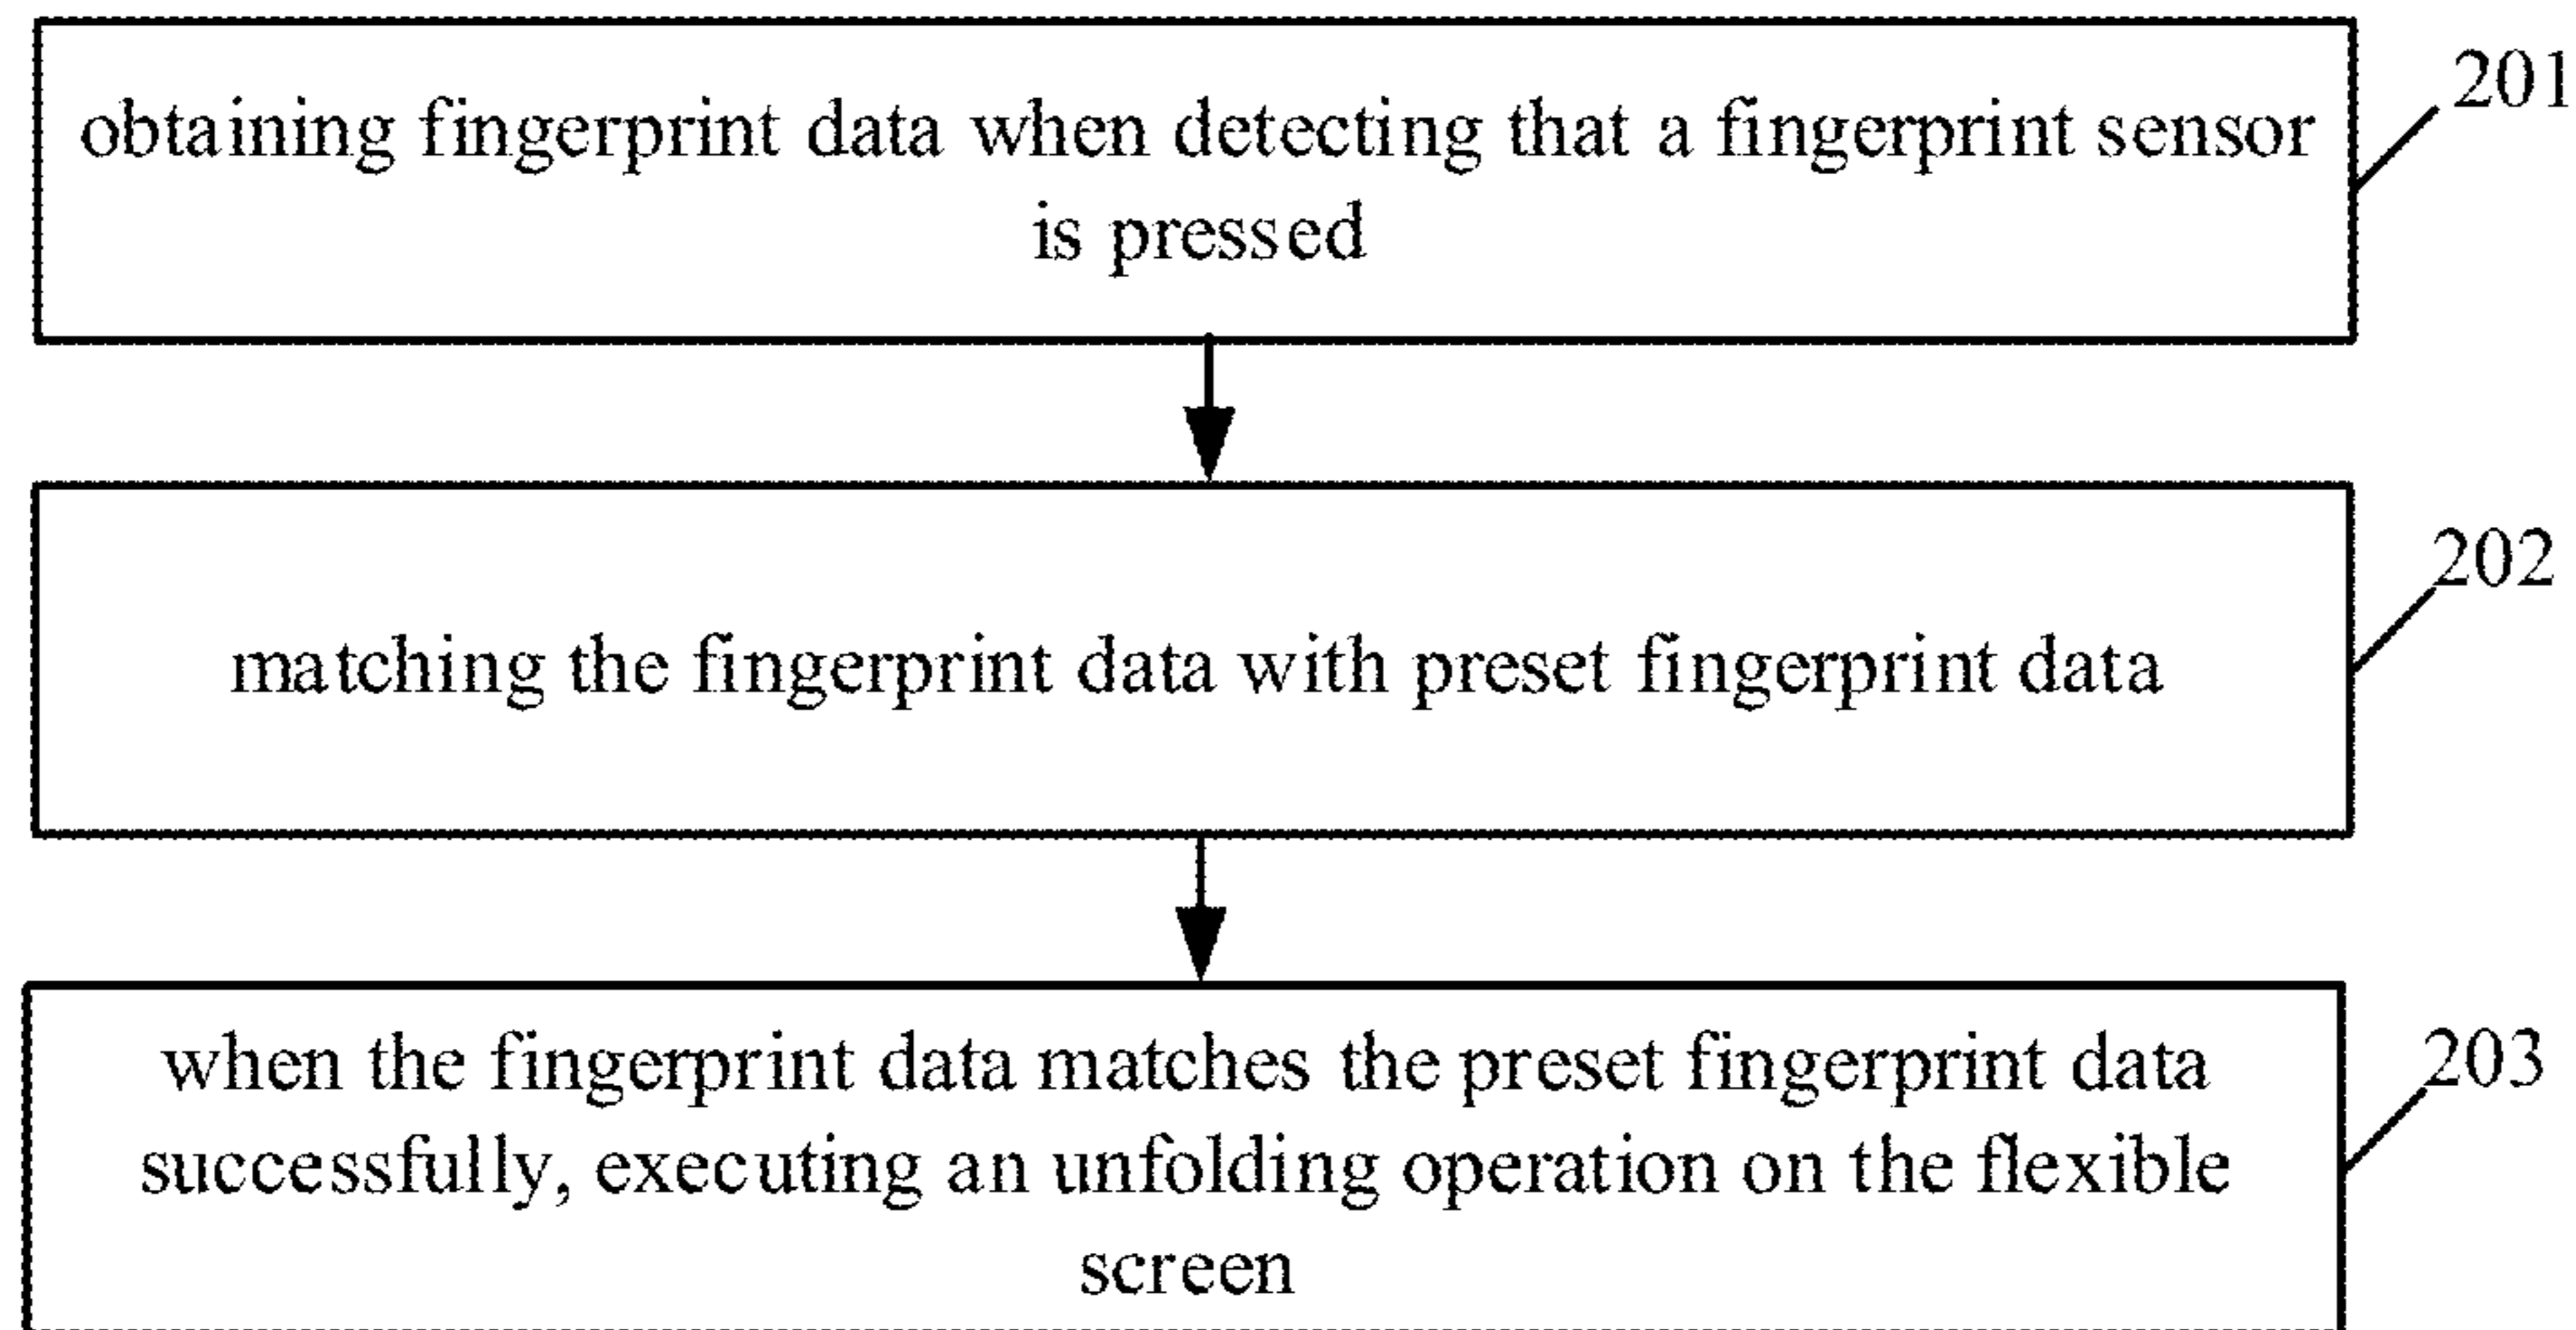 obtaining fingerprint data when detecting that a fingerprint sensor
is pressed
201
matching the fingerprint data with preset fingerprint data
202
when the fingerprint data matches the preset fingerprint data
successfully, executing an unfolding operation on the flexible
screen
203